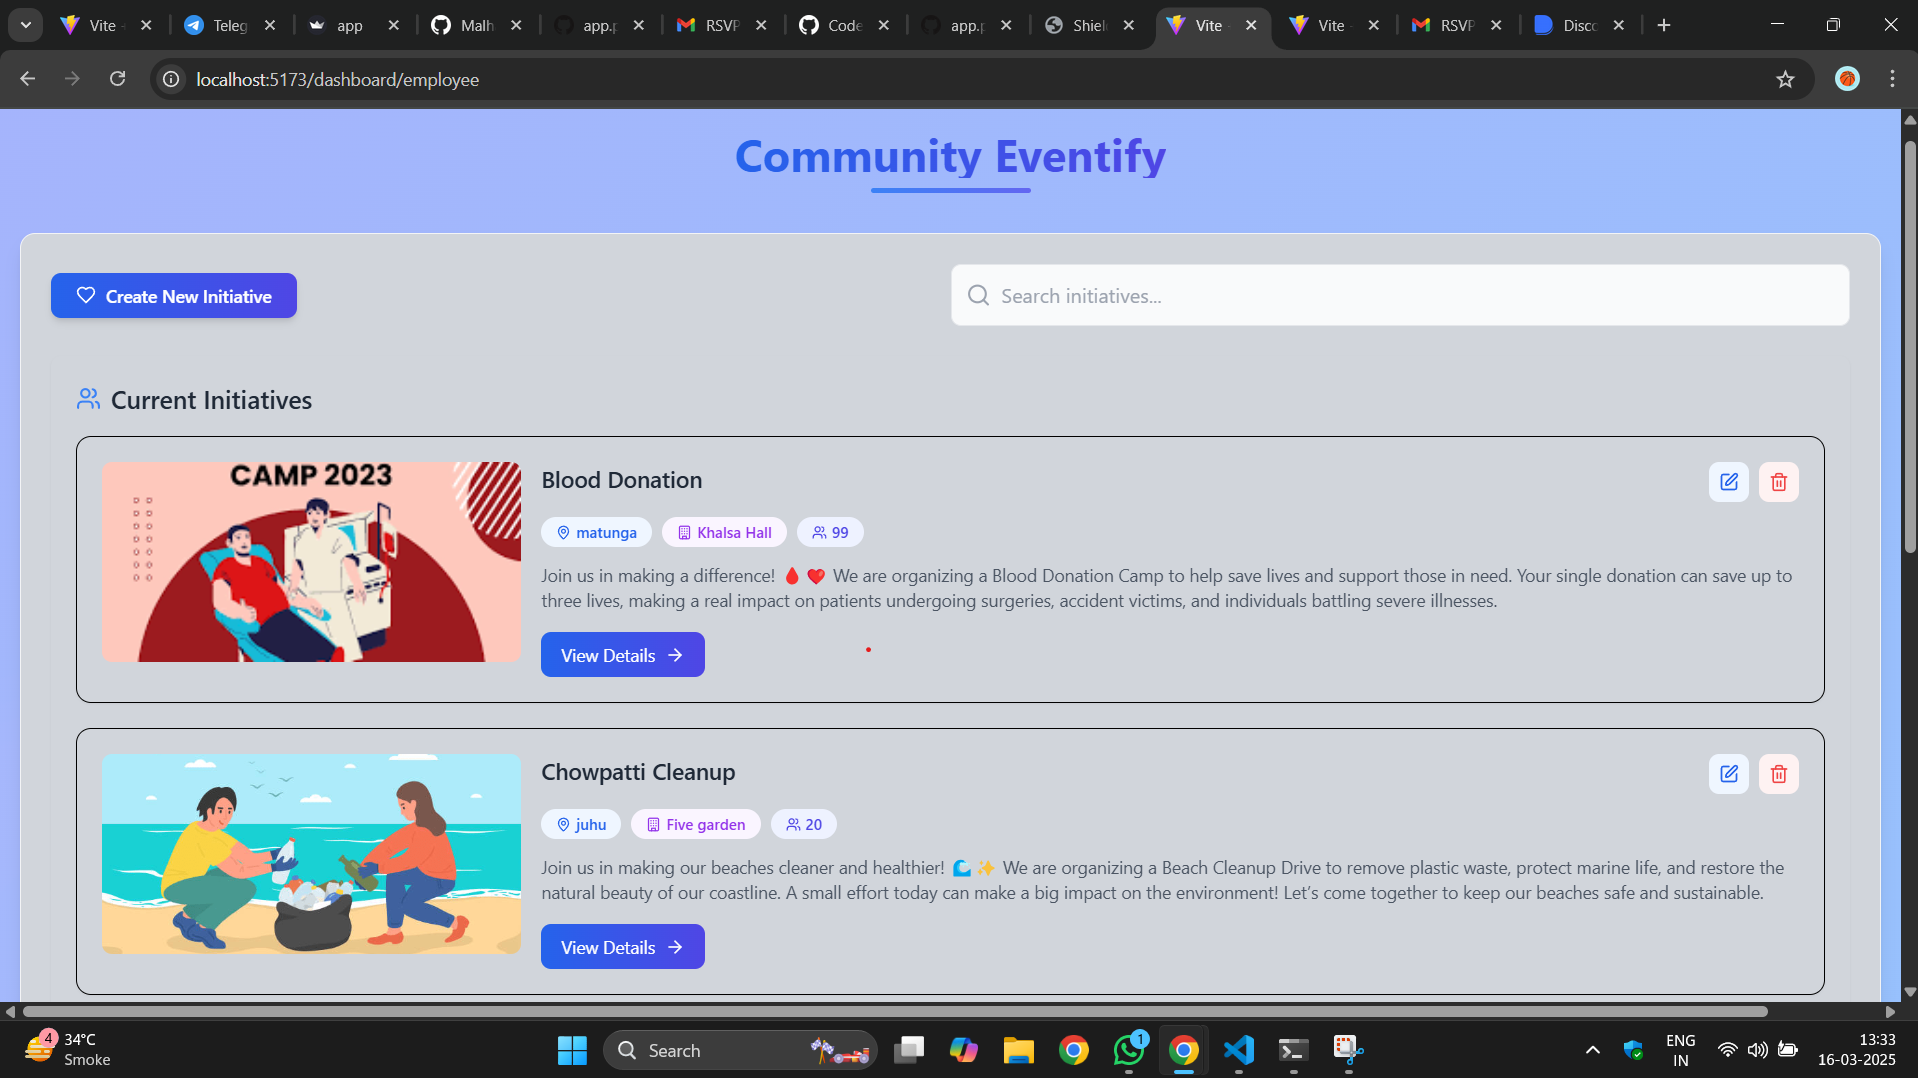 Vite
Teleg
app
Malh
app.p
RSVP
Code
app.p
Shiel
Vite
Vite
RSVP
Disco
localhost:5173/dashboard/employee
Community Eventify
Create New Initiative
Search initiatives...
Current Initiatives
CAMP 2023
Blood Donation
matunga
Khalsa Hall
99
Join us in making a difference! 🩸 ❤️ We are organizing a Blood Donation Camp to help save lives and support those in need. Your single donation can save up to
three lives, making a real impact on patients undergoing surgeries, accident victims, and individuals battling severe illnesses.
View Details →
Chowpatti Cleanup
juhu
Five garden
20
Join us in making our beaches cleaner and healthier! 🌊 ✨ We are organizing a Beach Cleanup Drive to remove plastic waste, protect marine life, and restore the
natural beauty of our coastline. A small effort today can make a big impact on the environment! Let’s come together to keep our beaches safe and sustainable.
View Details →
4
34°C
Smoke
Search
1
ENG
IN
13:33
16-03-2025